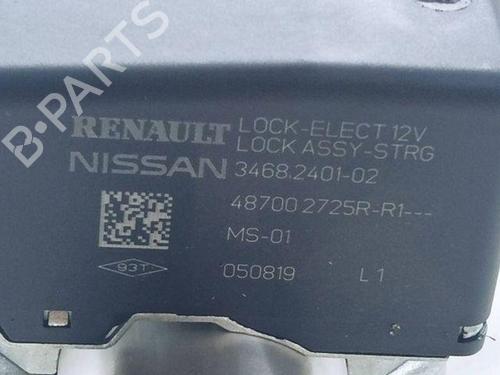 B-PARTS
RENAULT LOCK-ELECT 12V
LOCK ASSY-STRG
NISSAN 3468.2401-02
48700 2725R-R1---
MS-01
93T 050819 L1